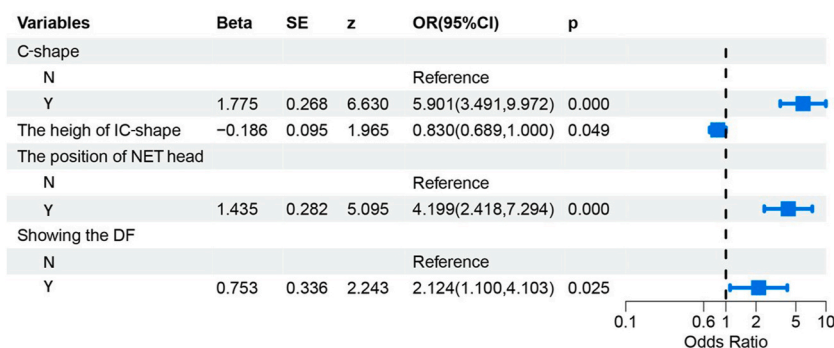 Variables Beta SE z OR(95%CI) p
C-shape
N Reference
Y 1.775 0.268 6.630 5.901(3.491,9.972) 0.000
The heigh of IC-shape −0.186 0.095 1.965 0.830(0.689,1.000) 0.049
The position of NET head
N Reference
Y 1.435 0.282 5.095 4.199(2.418,7.294) 0.000
Showing the DF
N Reference
Y 0.753 0.336 2.243 2.124(1.100,4.103) 0.025
0.1 0.6 1 2 5 10
Odds Ratio